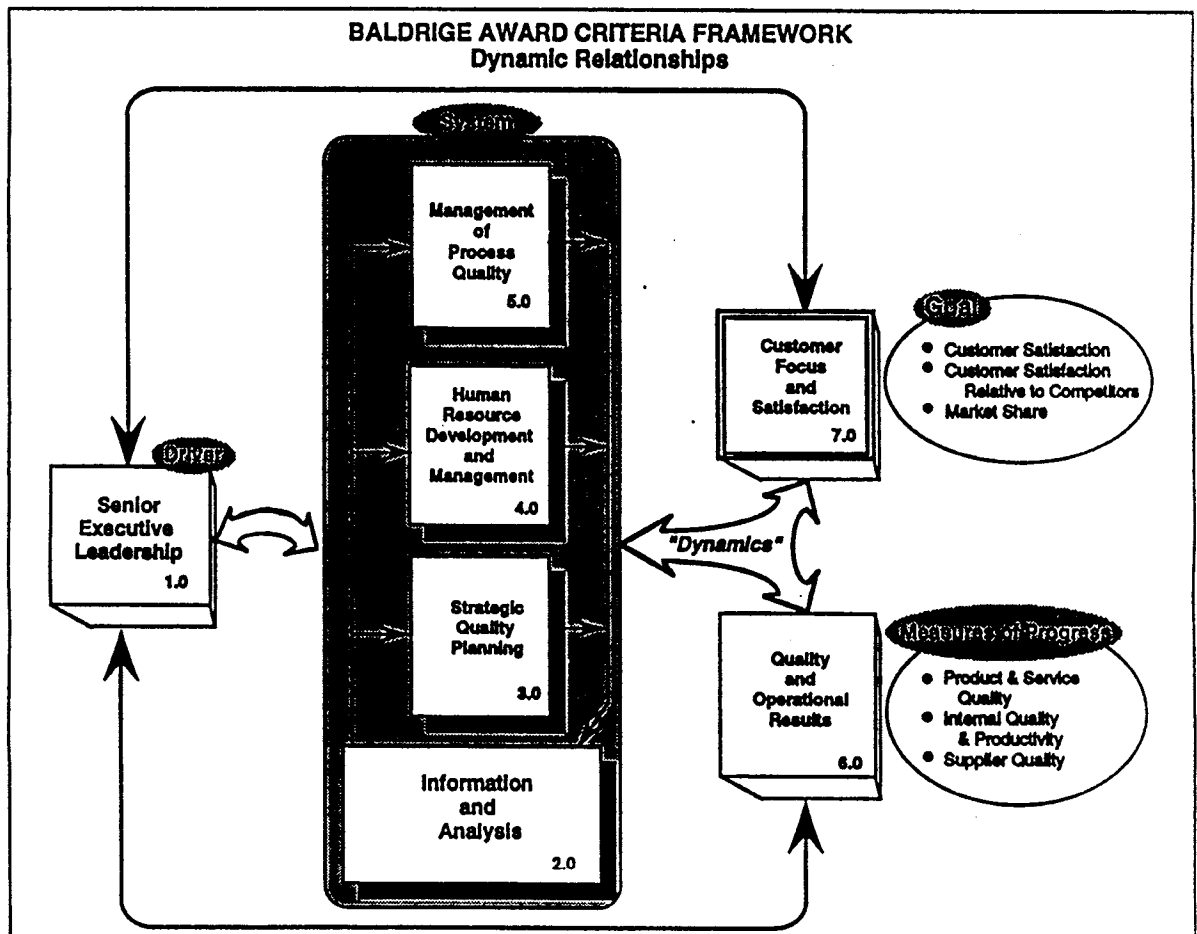 BALDRIGE AWARD CRITERIA FRAMEWORK
Dynamic Relationships
System
Management
of
Process
Quality
5.0
Human
Resource
Development
and
Management
4.0
Strategic
Quality
Planning
3.0
Information
and
Analysis
2.0
Driver
Senior
Executive
Leadership
1.0
"Dynamics"
Customer
Focus
and
Satisfaction
7.0
Goal
● Customer Satisfaction
● Customer Satisfaction
Relative to Competitors
● Market Share
Quality
and
Operational
Results
6.0
Measures of Progress
● Product & Service
Quality
● Internal Quality
& Productivity
● Supplier Quality